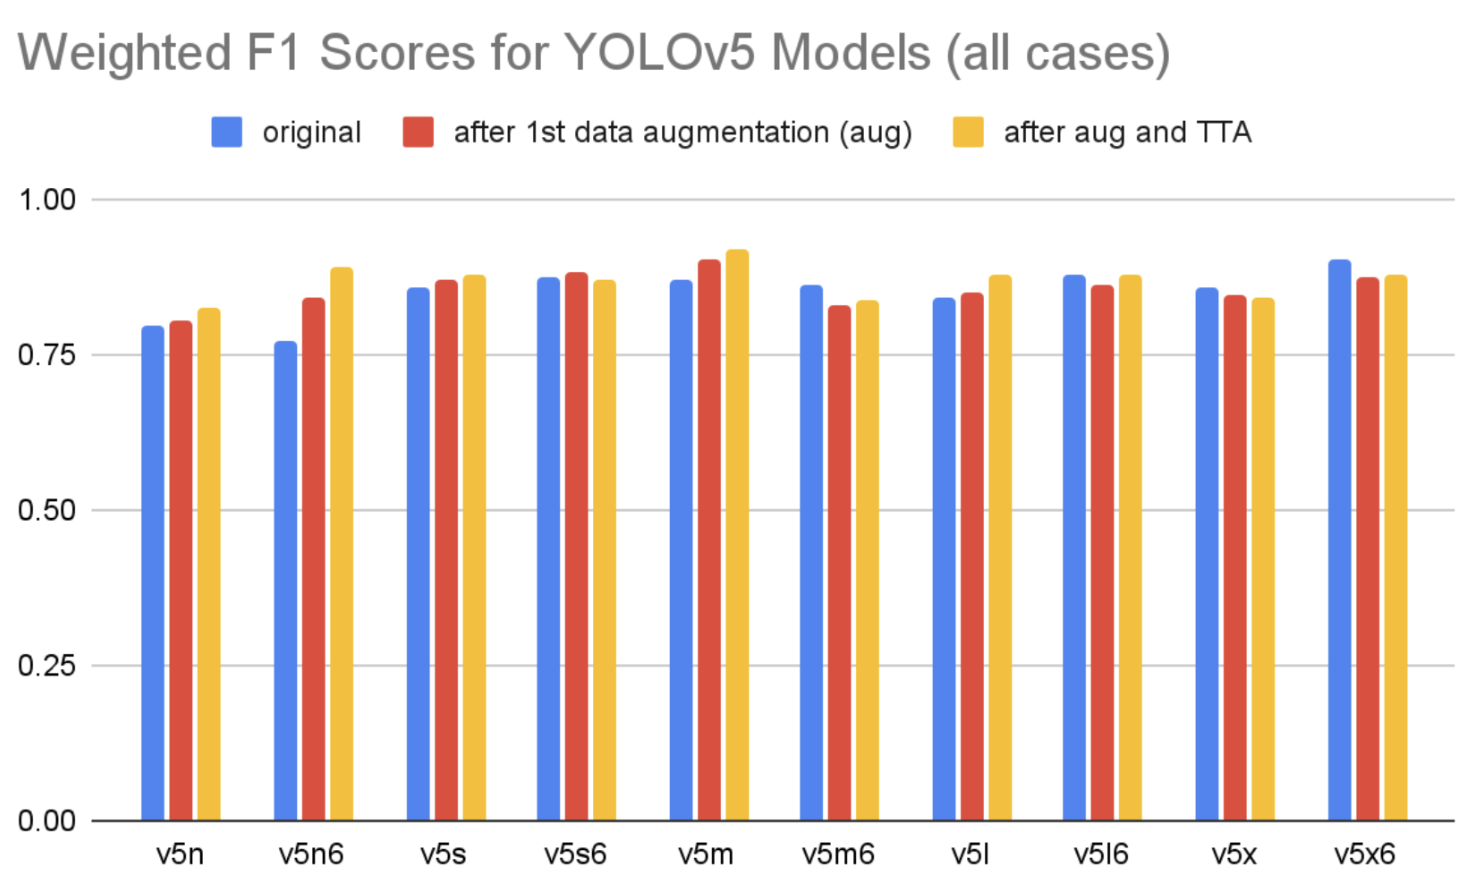 Weighted F1 Scores for YOLOv5 Models (all cases)
original after 1st data augmentation (aug) after aug and TTA
1.00
0.75
0.50
0.25
0.00
v5n v5n6 v5s v5s6 v5m v5m6 v5l v5l6 v5x v5x6